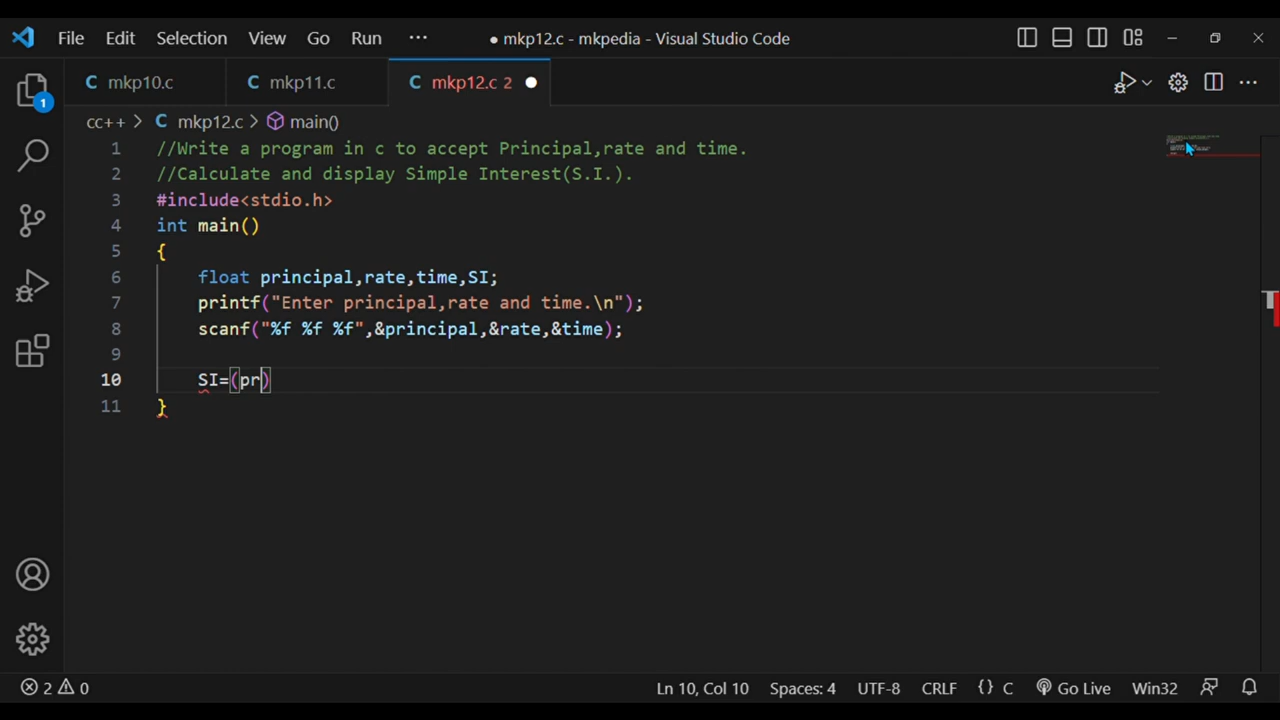 File Edit Selection View Go Run ··· ● mkp12.c - mkpedia - Visual Studio Code
C mkp10.c C mkp11.c C mkp12.c 2 ●
cc++ > C mkp12.c > main()
1 //Write a program in c to accept Principal,rate and time.
2 //Calculate and display Simple Interest(S.I.).
3 #include<stdio.h>
4 int main()
5 {
6 float principal,rate,time,SI;
7 printf("Enter principal,rate and time.\n");
8 scanf("%f %f %f",&principal,&rate,&time);
9
10 SI=(pr)
11 }
1
2 0 Ln 10, Col 10 Spaces: 4 UTF-8 CRLF {} C Go Live Win32